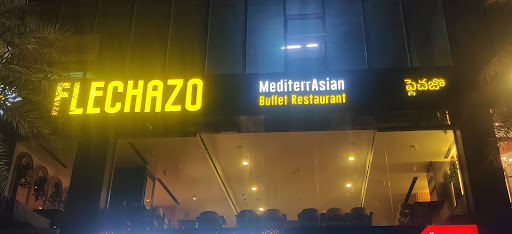 FLECHAZO
MediterrAsian
Buffet Restaurant
ఫ్లెచజొ